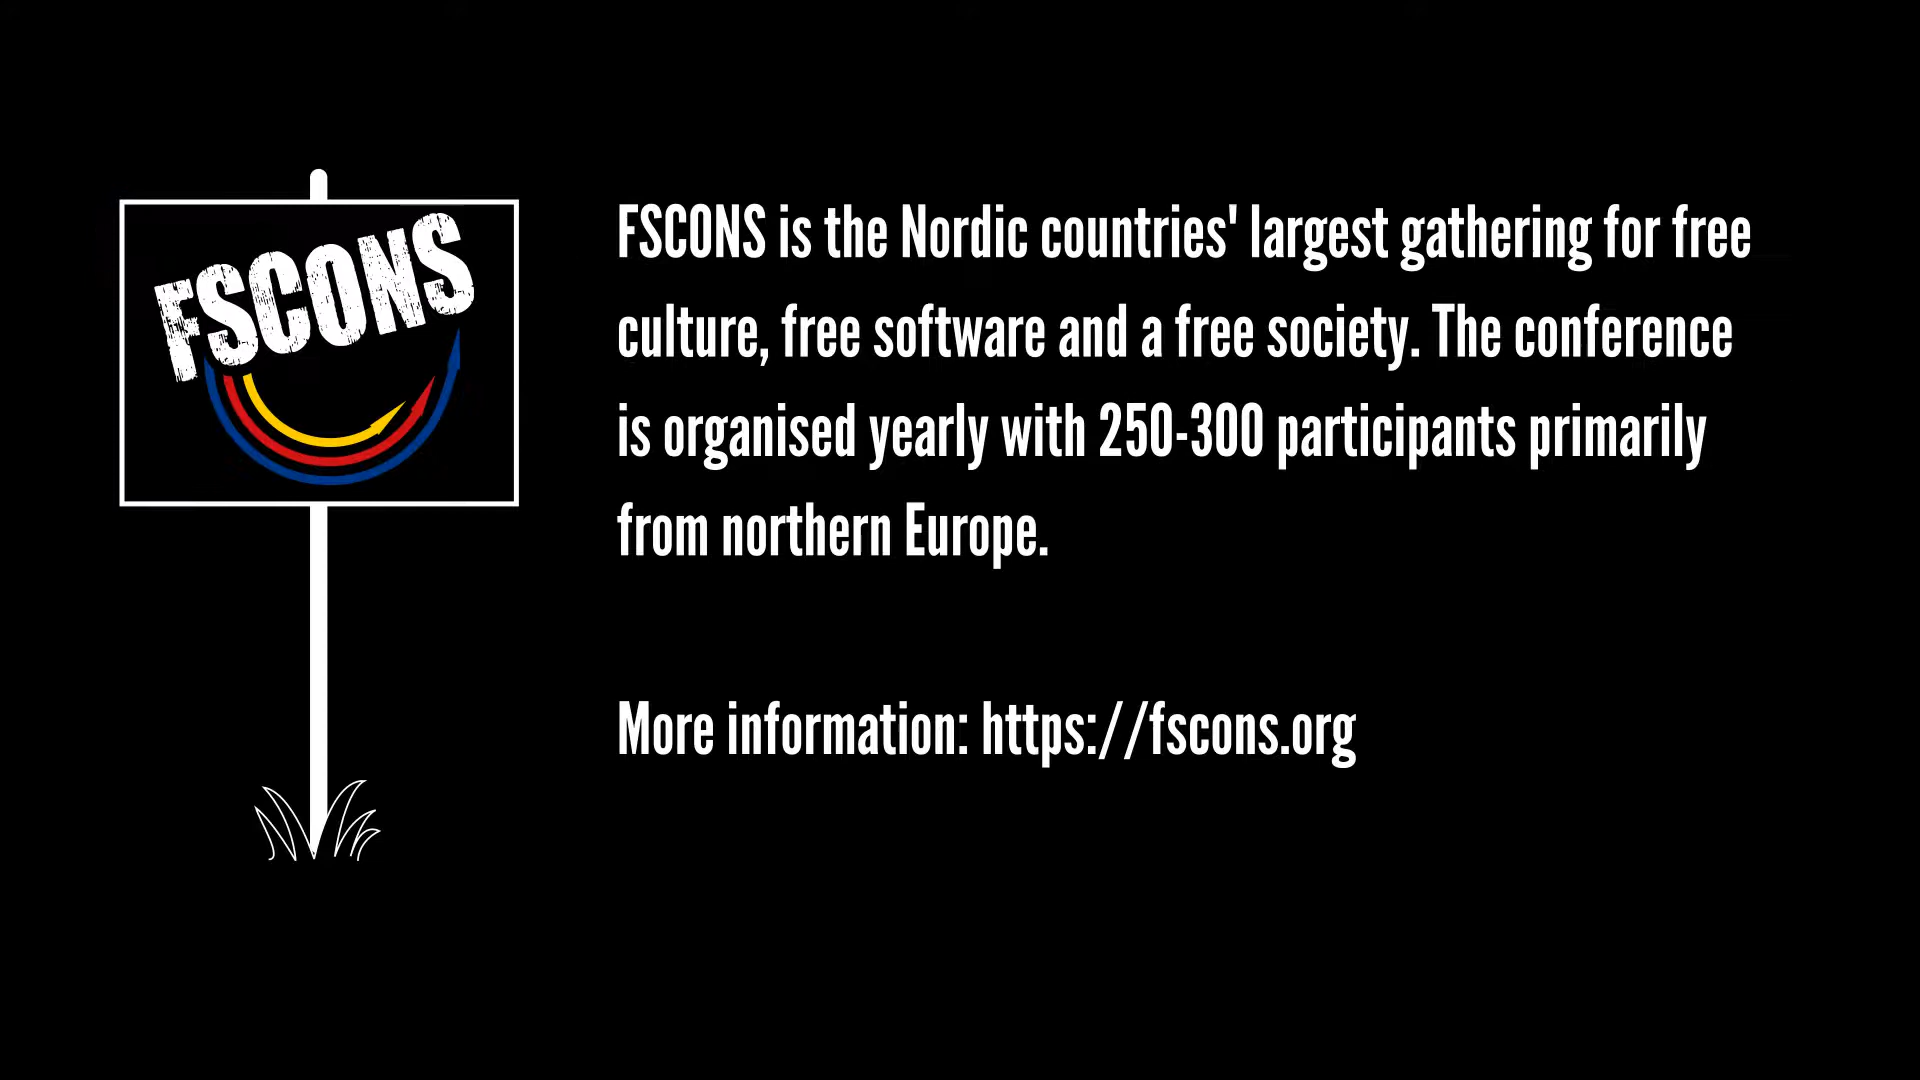 FSCONS
FSCONS is the Nordic countries' largest gathering for free
culture, free software and a free society. The conference
is organised yearly with 250-300 participants primarily
from northern Europe.
More information: https://fscons.org